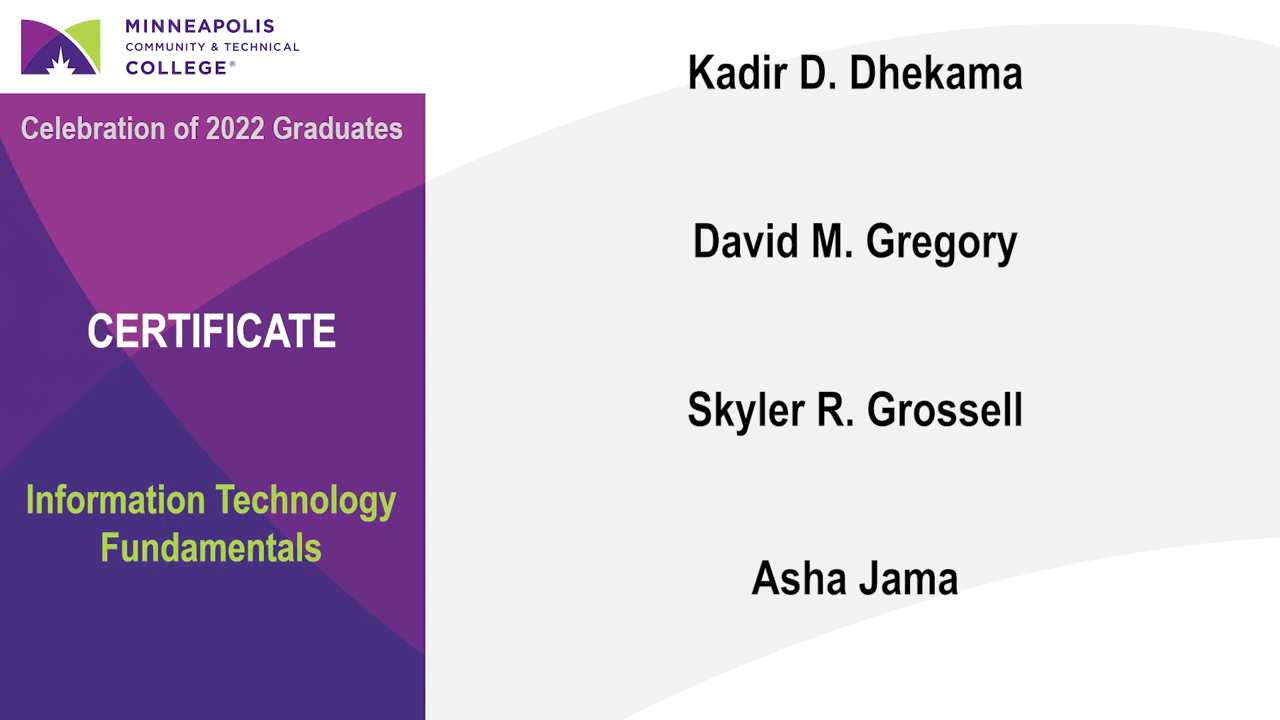 MINNEAPOLIS
COMMUNITY & TECHNICAL
COLLEGE®
Celebration of 2022 Graduates
CERTIFICATE
Information Technology
Fundamentals
Kadir D. Dhekama
David M. Gregory
Skyler R. Grossell
Asha Jama